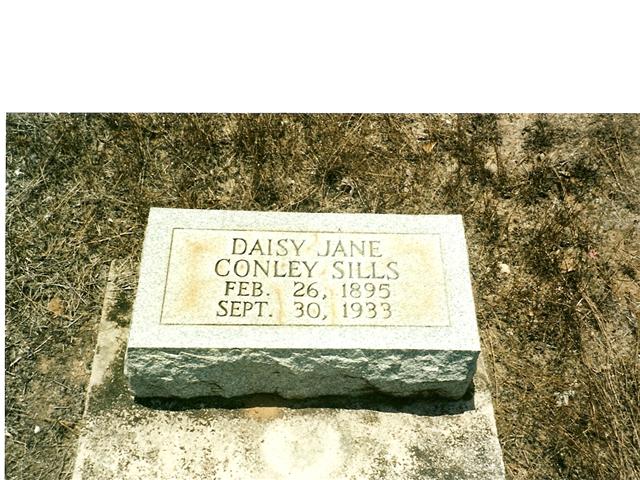 DAISY JANE
CONLEY SILLS
FEB. 26, 1895
SEPT. 30, 1933